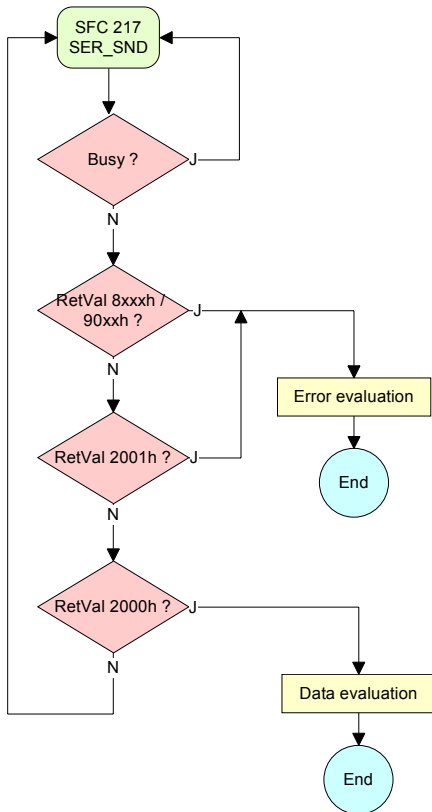 SFC 217
SER_SND
Busy ?
J
N
RetVal 8xxxh /
90xxh ?
J
N
Error evaluation
RetVal 2001h ?
J
End
N
RetVal 2000h ?
J
N
Data evaluation
End